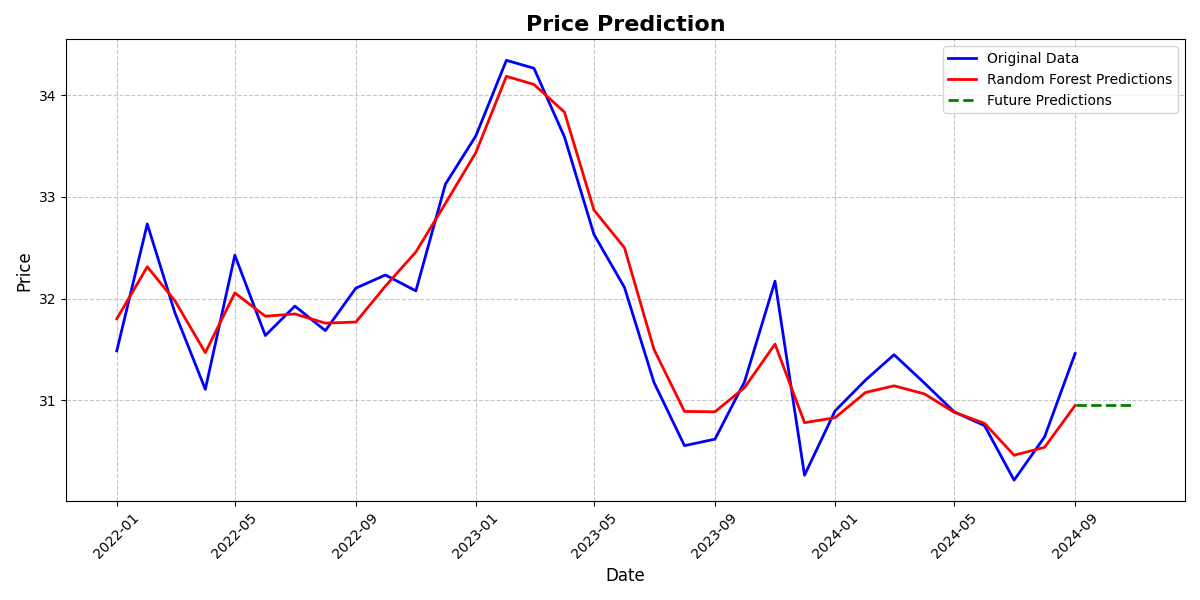 Price Prediction
Original Data
Random Forest Predictions
Future Predictions
Price
34
33
32
31
2022-01
2022-05
2022-09
2023-01
2023-05
2023-09
2024-01
2024-05
2024-09
Date